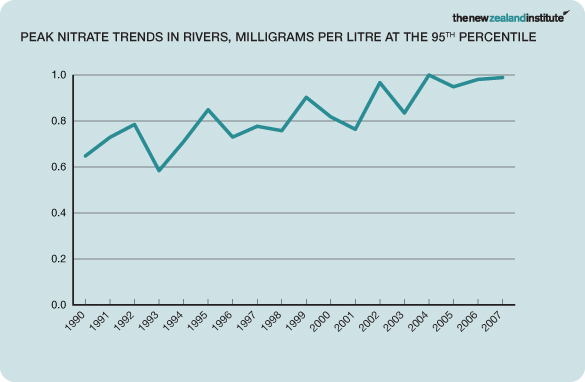 thenewzealandinstitute
PEAK NITRATE TRENDS IN RIVERS, MILLIGRAMS PER LITRE AT THE 95TH PERCENTILE
1.0
0.8
0.6
0.4
0.2
0.0
1990 1991 1992 1993 1994 1995 1996 1997 1998 1999 2000 2001 2002 2003 2004 2005 2006 2007